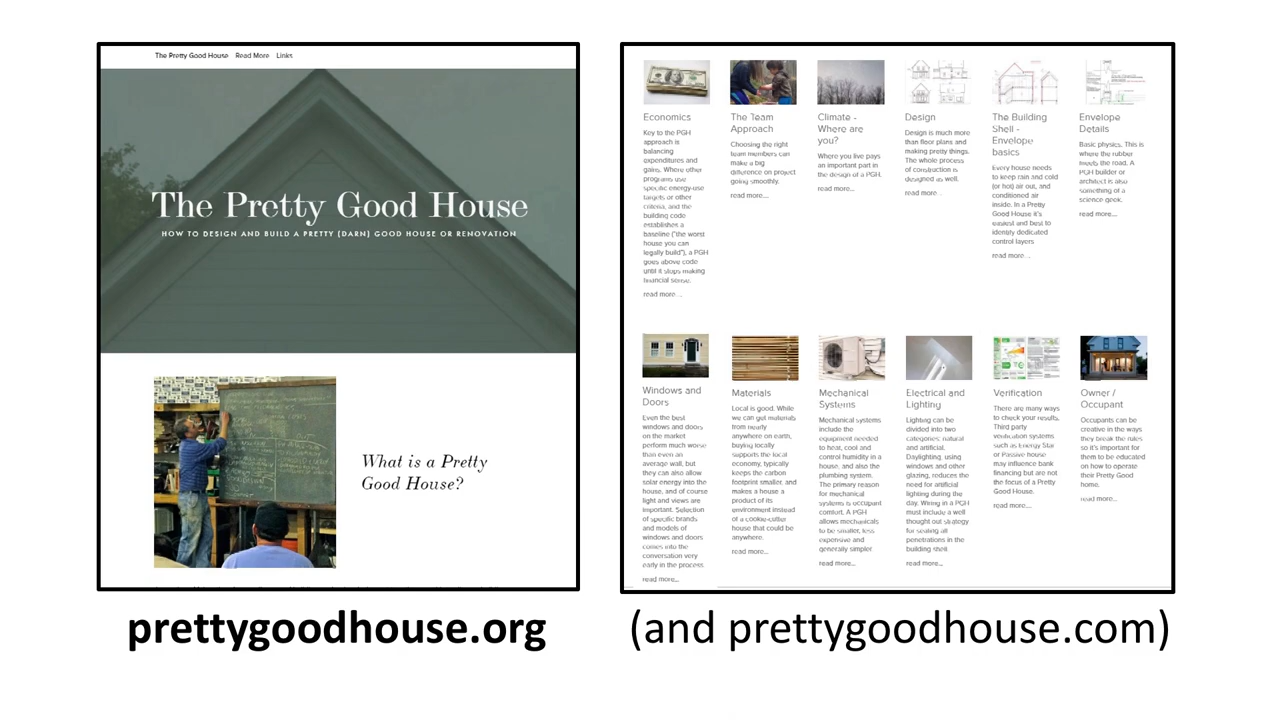 The Pretty Good House Read More Links
The Pretty Good House
HOW TO DESIGN AND BUILD A PRETTY (DARN) GOOD HOUSE OR RENOVATION
What is a Pretty
Good House?
prettygoodhouse.org
Economics
Key to the PGH
approach is
balancing
expenditures and
gains. Where other
programs use
specific energy-use
targets or other
criteria, and the
building code
establishes a
baseline ("the worst
house you can
legally build"), a PGH
goes above code
until it stops making
financial sense.
read more ...
The Team
Approach
Choosing the right
team members can
make a big
difference on project
going smoothly.
read more....
Climate -
Where are
you?
Where you live pays
an important part in
the design of a PGH.
read more...
Design
Design is much more
than floor plans and
making pretty things.
The whole process
of construction is
designed as well.
read more...
The Building
Shell -
Envelope
basics
Every house needs
to keep rain and cold
(or hot) air out, and
conditioned air
inside. In a Pretty
Good House it's
easiest and best to
identify dedicated
control layers
read more...
Envelope
Details
Basic physics. This is
where the rubber
meets the road. A
PGH builder or
architect is also
something of a
science geek.
read more...
Windows and
Doors
Even the best
windows and doors
on the market
perform much worse
than even an
average wall, but
they can also allow
solar energy into the
house, and of course
light and views are
important. Selection
of specific brands
and models of
windows and doors
comes into the
conversation very
early in the process
read more...
Materials
Local is good. While
we can get materials
from nearly
anywhere on earth,
buying locally
supports the local
economy, typically
keeps the carbon
footprint smaller, and
makes a house a
product of its
environment instead
of a cookie-cutter
house that could be
anywhere.
read more...
Mechanical
Systems
Mechanical systems
include the
equipment needed
to heat, cool and
control humidity in a
house, and also the
plumbing system.
The primary reason
for mechanical
systems is occupant
comfort. A PGH
allows mechanicals
to be smaller, less
expensive and
generally simpler.
read more...
Electrical and
Lighting
Lighting can be
divided into two
categories: natural
and artificial.
Daylighting, using
windows and other
glazing, reduces the
need for artificial
lighting during the
day. Wiring in a PGH
must include a well
thought out strategy
for sealing all
penetrations in the
building shell.
read more...
Verification
There are many ways
to check your results.
Third party
verification systems
such as Energy Star
or Passive house
may influence bank
financing but are not
the focus of a Pretty
Good House.
read more....
Owner /
Occupant
Occupants can be
creative in the ways
they break the rules
so it's important for
them to be educated
on how to operate
their Pretty Good
home.
read more...
(and prettygoodhouse.com)